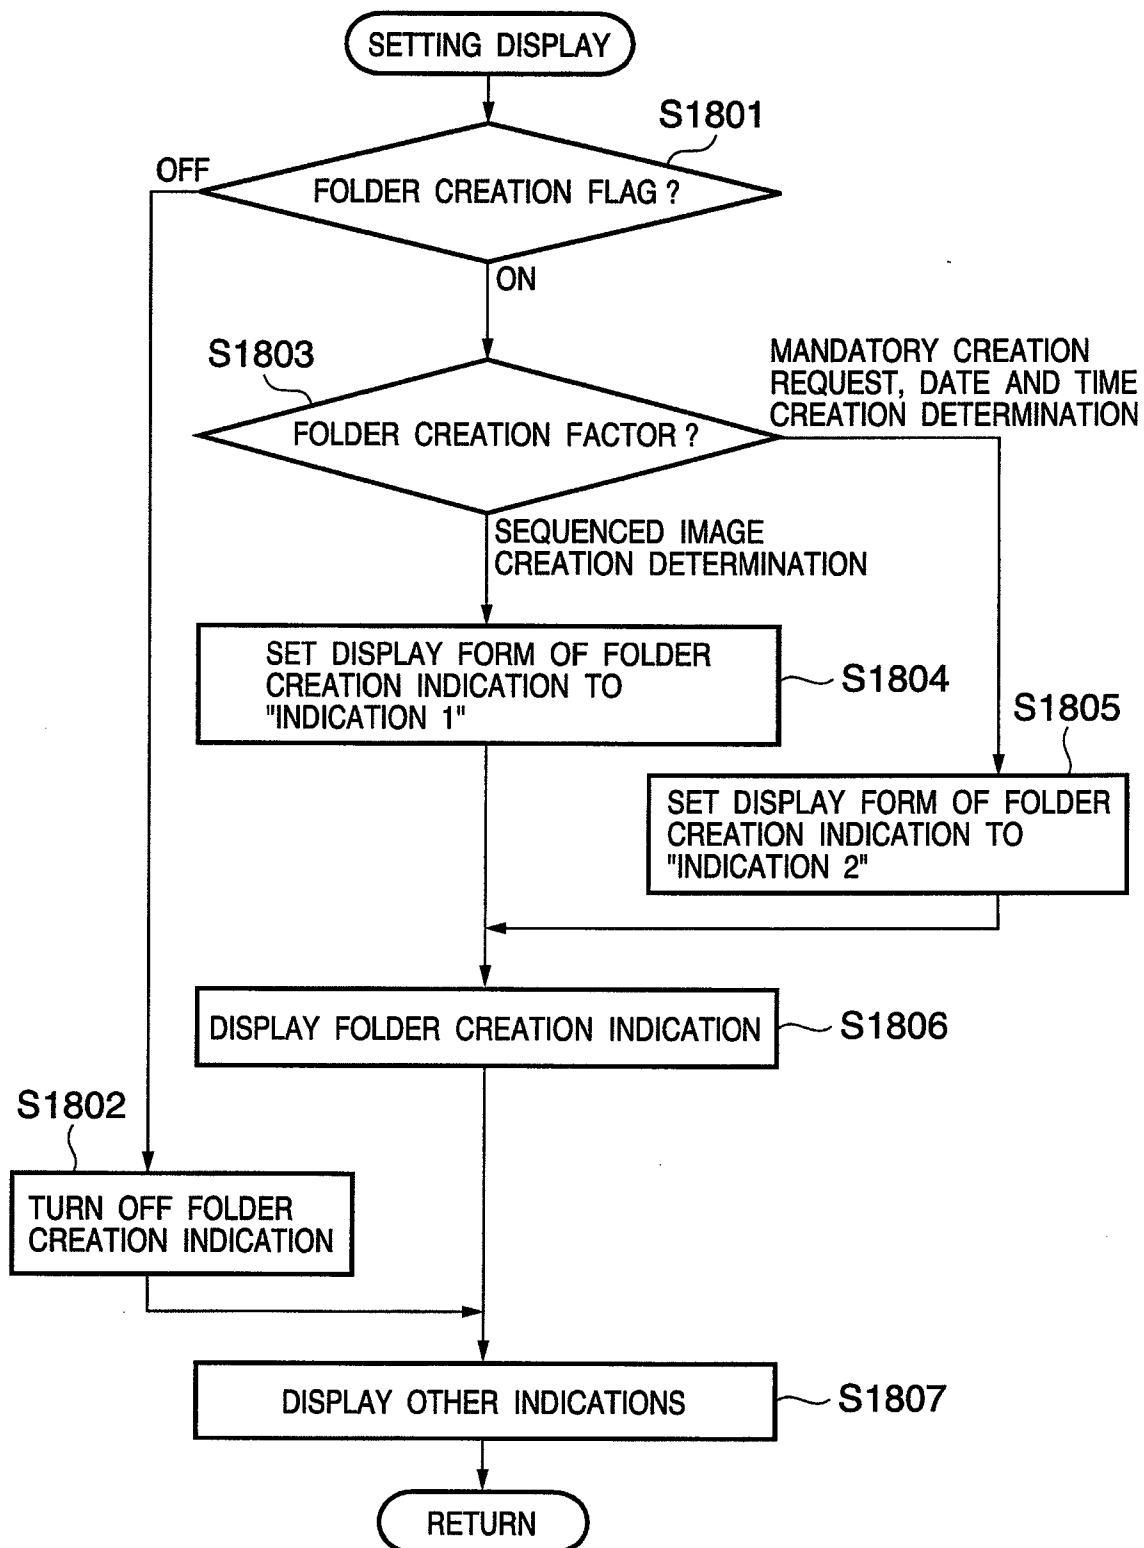 SETTING DISPLAY
S1801
OFF
FOLDER CREATION FLAG ?
ON
S1803
MANDATORY CREATION
REQUEST, DATE AND TIME
CREATION DETERMINATION
FOLDER CREATION FACTOR ?
SEQUENCED IMAGE
CREATION DETERMINATION
SET DISPLAY FORM OF FOLDER
CREATION INDICATION TO
"INDICATION 1"
S1804
S1805
SET DISPLAY FORM OF FOLDER
CREATION INDICATION TO
"INDICATION 2"
DISPLAY FOLDER CREATION INDICATION
S1806
S1802
TURN OFF FOLDER
CREATION INDICATION
DISPLAY OTHER INDICATIONS
S1807
RETURN